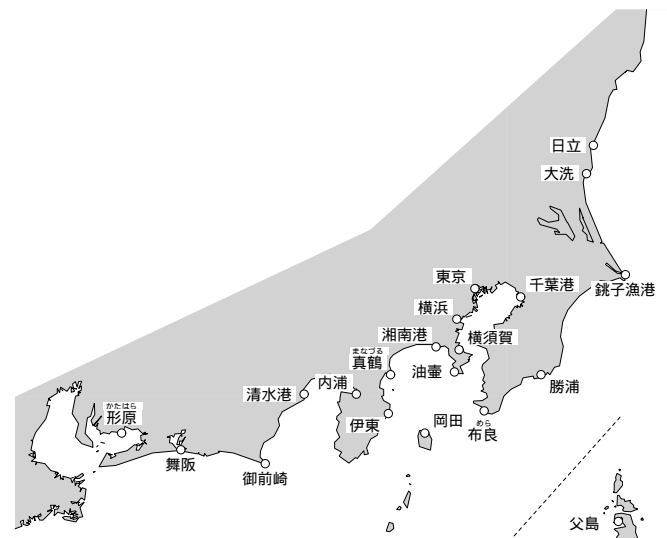 日立
大洗
東京
千葉港
銚子漁港
横浜
湘南港
横須賀
まなづる
真鶴
油壷
内浦
清水港
勝浦
かたはら
形原
伊東
岡田
めら
布良
舞阪
御前崎
父島